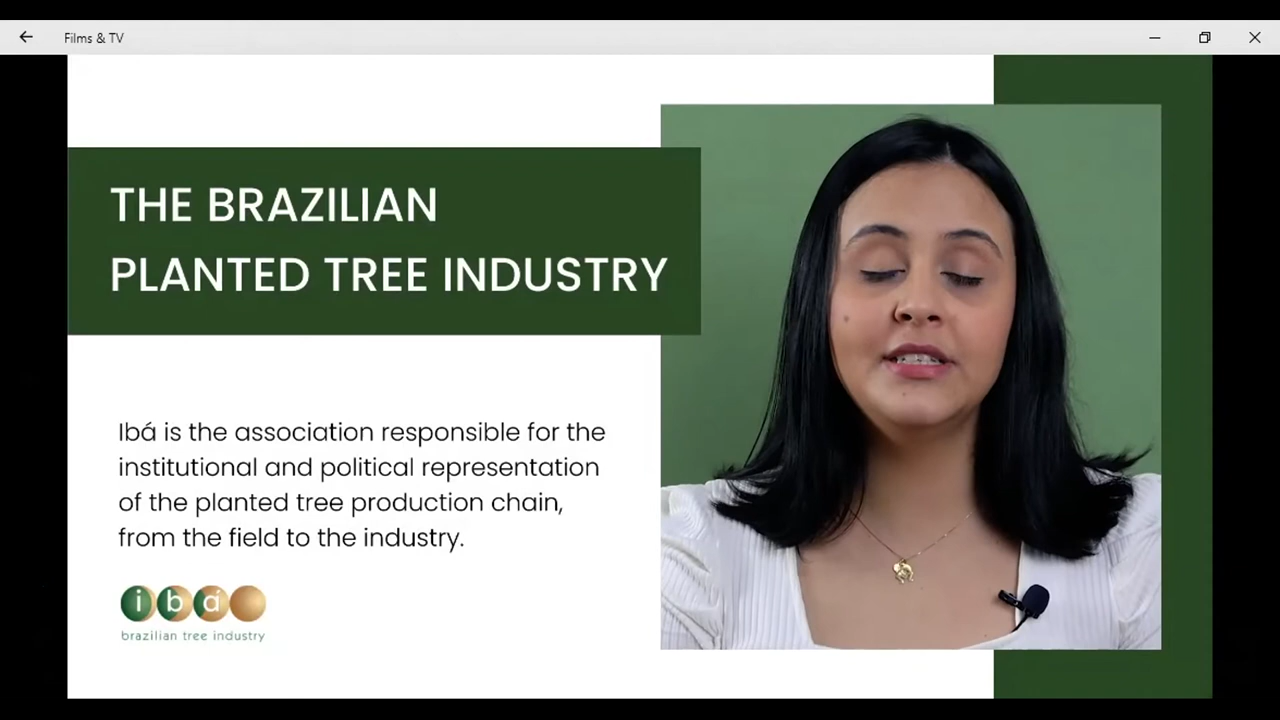 Films & TV
THE BRAZILIAN
PLANTED TREE INDUSTRY
Ibá is the association responsible for the
institutional and political representation
of the planted tree production chain,
from the field to the industry.
ibá
brazilian tree industry